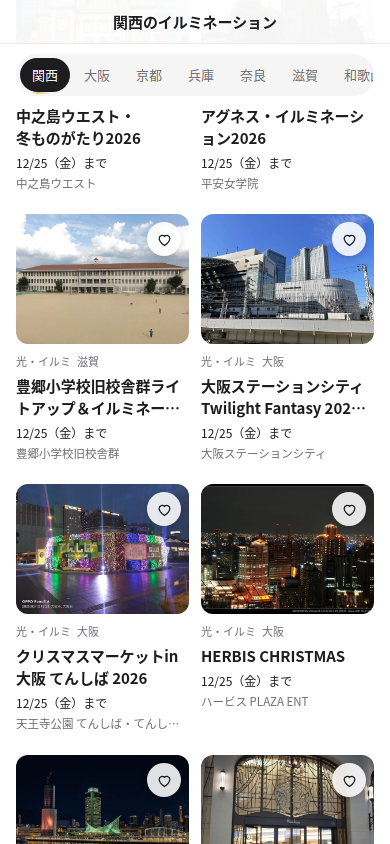 関西のイルミネーション
関西
大阪
京都
兵庫
奈良
滋賀
和歌
中之島ウエスト・
冬ものがたり2026
12/25（金）まで
中之島ウエスト
アグネス・イルミネーシ
ョン2026
12/25（金）まで
平安女学院
光・イルミ 滋賀
豊郷小学校旧校舎群ライ
トアップ＆イルミネー…
12/25（金）まで
豊郷小学校旧校舎群
光・イルミ 大阪
大阪ステーションシティ
Twilight Fantasy 202…
12/25（金）まで
大阪ステーションシティ
てんしば
光・イルミ 大阪
クリスマスマーケットin
大阪 てんしば 2026
12/25（金）まで
天王寺公園 てんしば・てんし…
光・イルミ 大阪
HERBIS CHRISTMAS
12/25（金）まで
ハービス PLAZA ENT